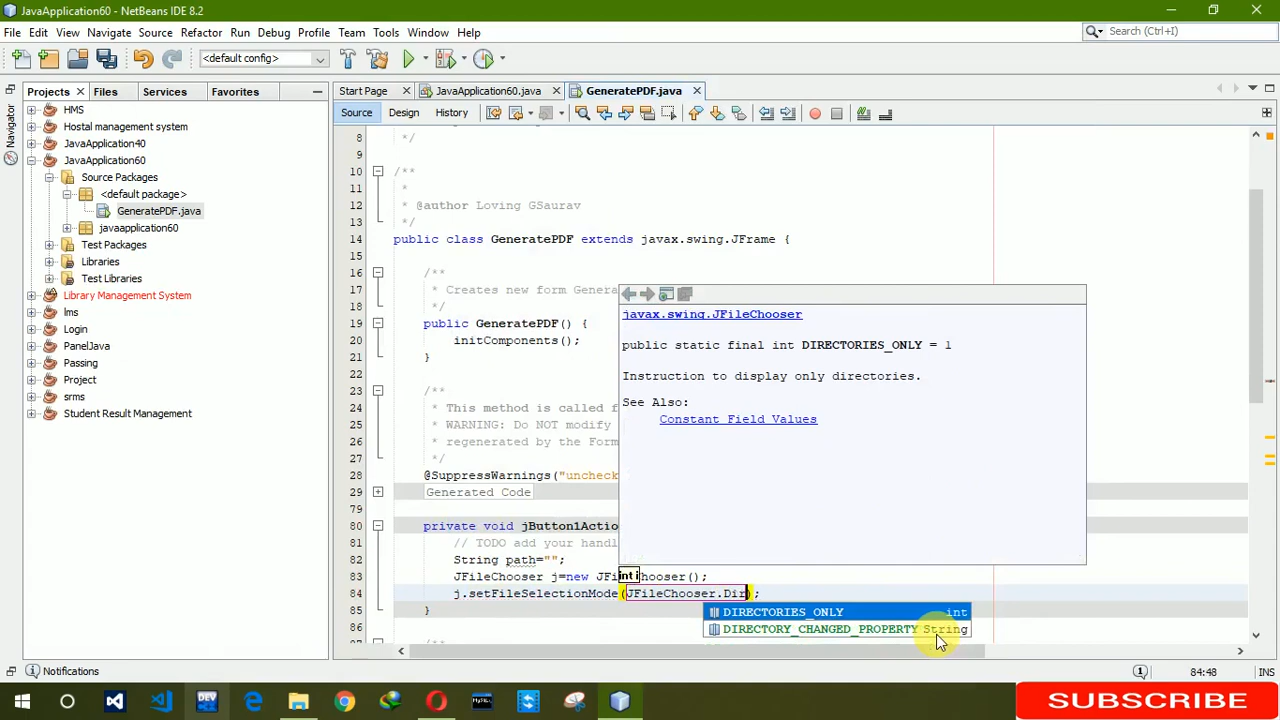 JavaApplication60 - NetBeans IDE 8.2
File Edit View Navigate Source Refactor Run Debug Profile Team Tools Window Help
Search (Ctrl+I)
<default config>
Projects Files Services Favorites
Start Page JavaApplication60.java GeneratePDF.java
Source Design History
Navigator
HMS
Hostal management system
JavaApplication40
JavaApplication60
Source Packages
<default package>
GeneratePDF.java
javaapplication60
Test Packages
Libraries
Test Libraries
Library Management System
lms
Login
PanelJava
Passing
Project
srms
Student Result Management
8 */
9
10 /**
11 *
12 * @author Loving GSaurav
13 */
14 public class GeneratePDF extends javax.swing.JFrame {
15
16 /**
17 * Creates new form Genera
18 */
19 public GeneratePDF() {
20 initComponents();
21 }
22
23 /**
24 * This method is called f
25 * WARNING: Do NOT modify
26 * regenerated by the Form
27 */
28 @SuppressWarnings("uncheck
29 Generated Code
79
80 private void jButton1Actio
81 // TODO add your handl
82 String path="";
83 JFileChooser j=new JFi int i hooser();
84 j.setFileSelectionMode(JFileChooser.Dir);
85 }
86
/**
javax.swing.JFileChooser
public static final int DIRECTORIES_ONLY = 1
Instruction to display only directories.
See Also:
Constant Field Values
DIRECTORIES_ONLY int
DIRECTORY_CHANGED_PROPERTY String
Notifications
84:48 INS
DEV
MySQL
SUBSCRIBE